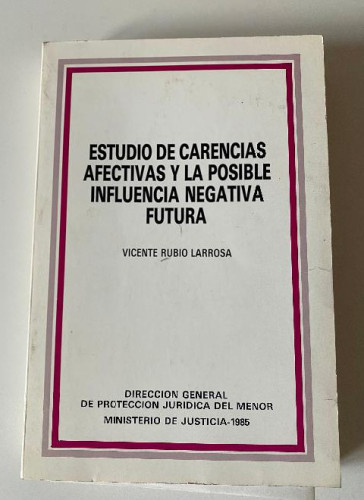 ESTUDIO DE CARENCIAS
AFECTIVAS Y LA POSIBLE
INFLUENCIA NEGATIVA
FUTURA
VICENTE RUBIO LARROSA
DIRECCION GENERAL
DE PROTECCION JURIDICA DEL MENOR
MINISTERIO DE JUSTICIA-1985